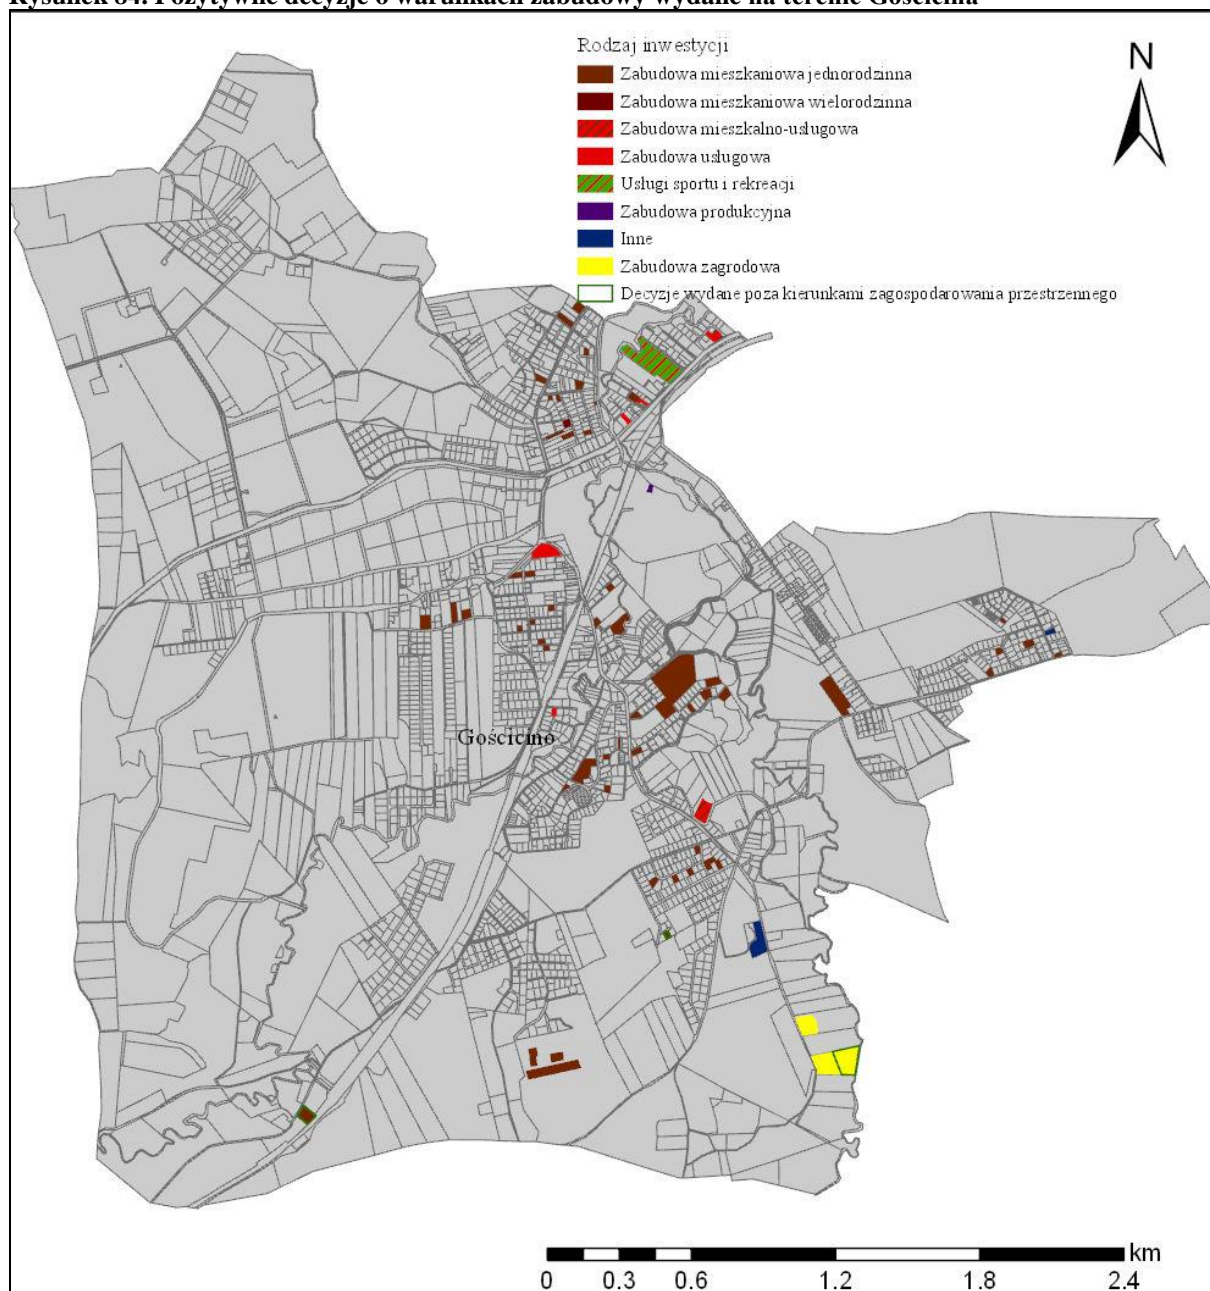 Rysunek 84. Pozytywne decyzje o warunkach zabudowy wydane na terenie Gościcina
Rodzaj inwestycji
N
Zabudowa mieszkaniowa jednorodzinna
Zabudowa mieszkaniowa wielorodzinna
Zabudowa mieszkalno-usługowa
Zabudowa usługowa
Usługi sportu i rekreacji
Zabudowa produkcyjna
Inne
Zabudowa zagrodowa
Decyzje wydane poza kierunkami zagospodarowania przestrzennego
Gościcino
km
0 0.3 0.6 1.2 1.8 2.4